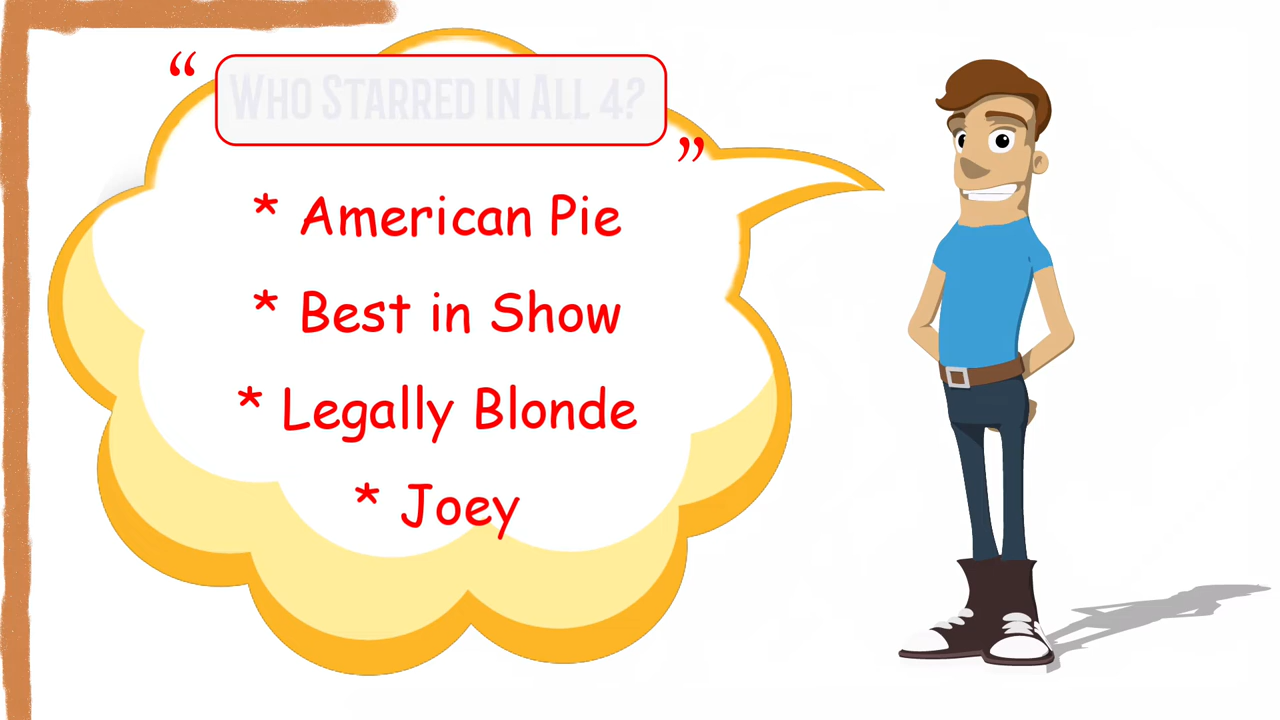 “ Who Starred in All 4? ”
* American Pie
* Best in Show
* Legally Blonde
* Joey